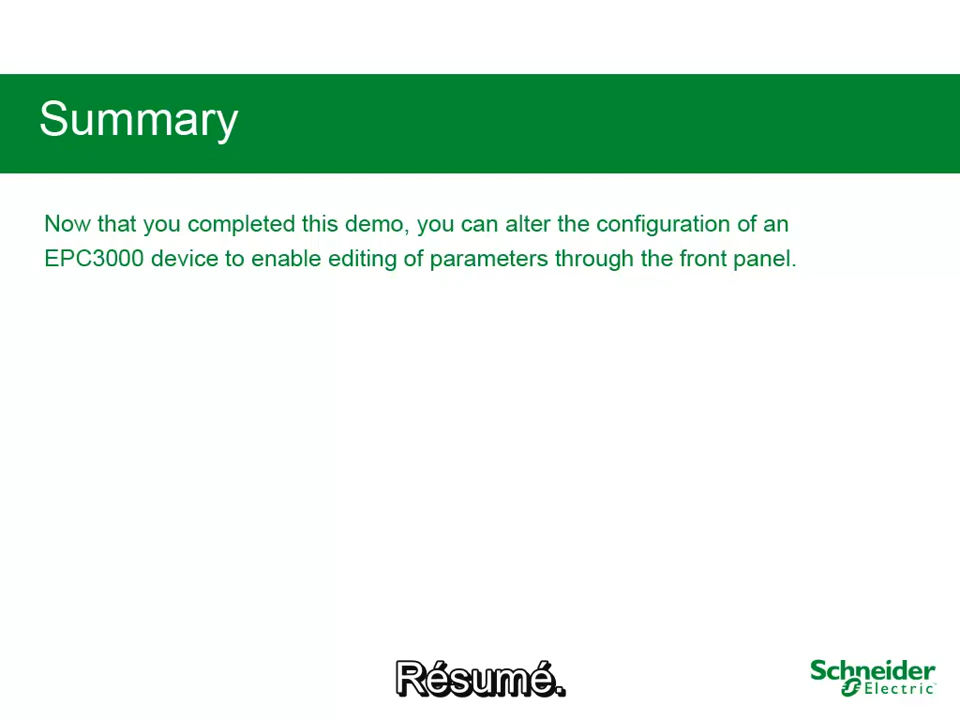 Summary
Now that you completed this demo, you can alter the configuration of an
EPC3000 device to enable editing of parameters through the front panel.
Résumé.
Schneider
Electric